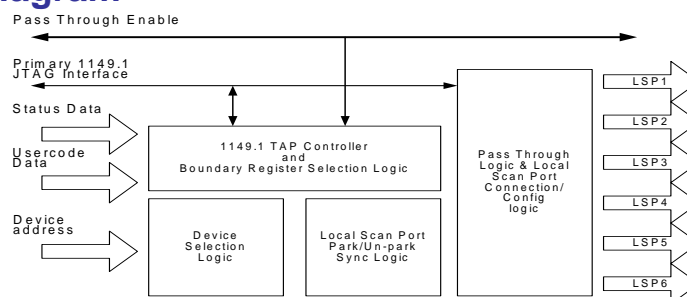 Pass Through Enable
Primary 1149.1
JTAG Interface
Status Data
Usercode
Data
Device
address
1149.1 TAP Controller
and
Boundary Register Selection Logic
Device
Selection
Logic
Local Scan Port
Park/Un-park
Sync Logic
Pass Through
Logic & Local
Scan Port
Connection/
Config
logic
LSP1
LSP2
LSP3
LSP4
LSP5
LSP6